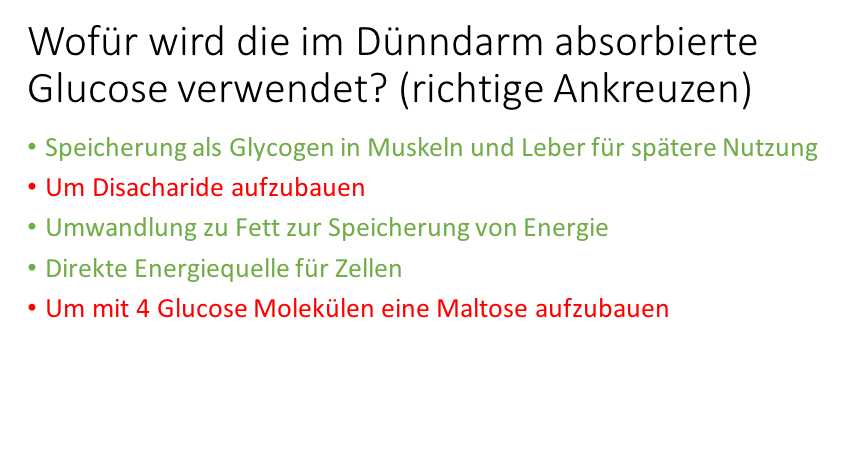 Wofür wird die im Dünndarm absorbierte
Glucose verwendet? (richtige Ankreuzen)
• Speicherung als Glycogen in Muskeln und Leber für spätere Nutzung
• Um Disacharide aufzubauen
• Umwandlung zu Fett zur Speicherung von Energie
• Direkte Energiequelle für Zellen
• Um mit 4 Glucose Molekülen eine Maltose aufzubauen